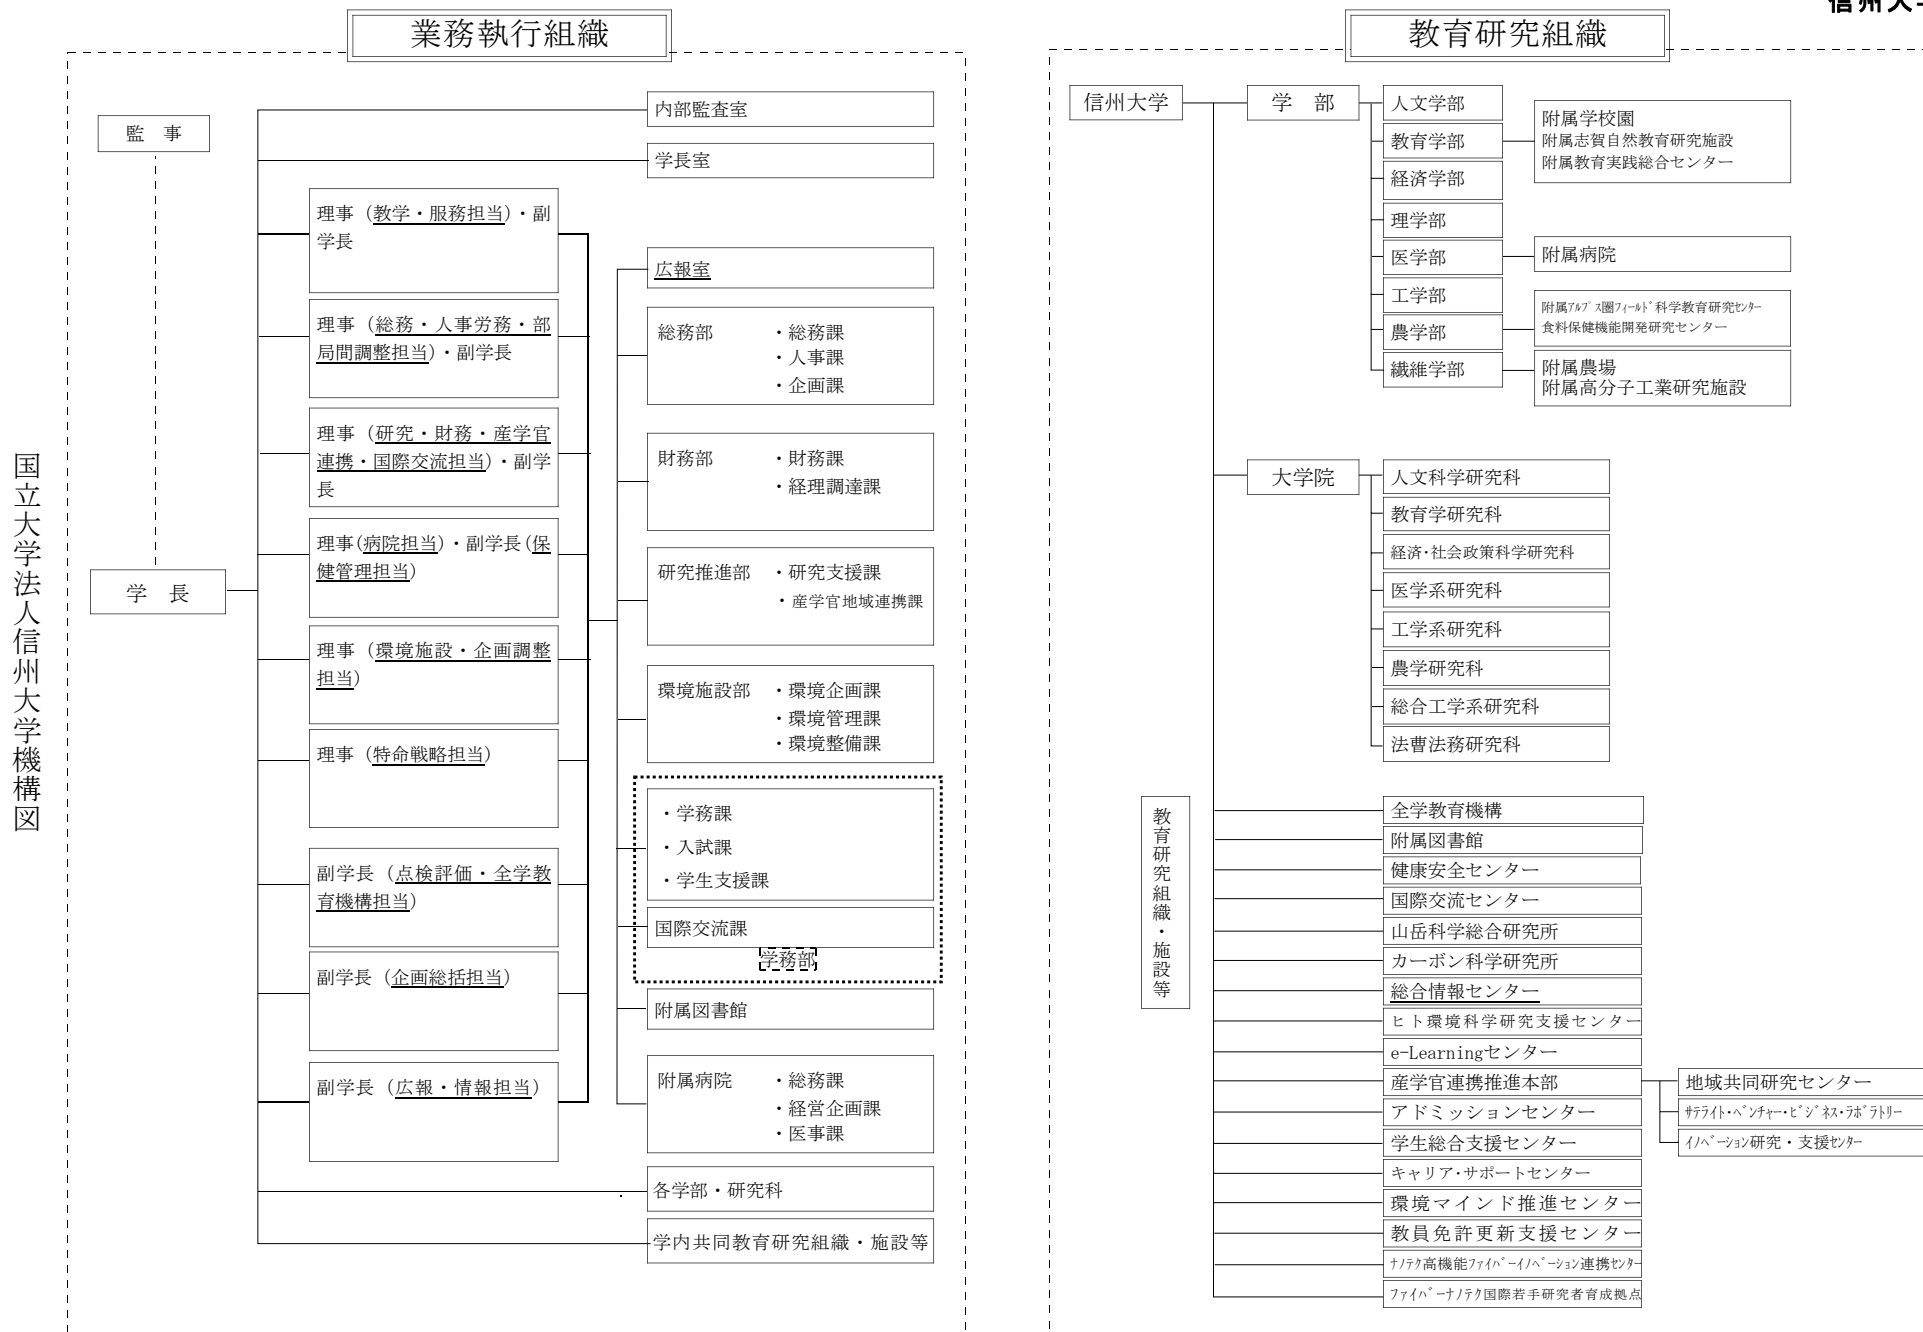 信州大
国立大学法人信州大学機構図
業務執行組織
監　事
学　長
内部監査室
学長室
理事（教学・服務担当）・副
学長
理事（総務・人事労務・部
局間調整担当）・副学長
理事（研究・財務・産学官
連携・国際交流担当）・副学
長
理事(病院担当)・副学長(保
健管理担当)
理事（環境施設・企画調整
担当）
理事（特命戦略担当）
副学長（点検評価・全学教
育機構担当）
副学長（企画総括担当）
副学長（広報・情報担当）
広報室
総務部　・総務課
・人事課
・企画課
財務部　・財務課
・経理調達課
研究推進部　・研究支援課
・産学官地域連携課
環境施設部　・環境企画課
・環境管理課
・環境整備課
・学務課
・入試課
・学生支援課
国際交流課
学務部
附属図書館
附属病院　・総務課
・経営企画課
・医事課
各学部・研究科
学内共同教育研究組織・施設等
教育研究組織
信州大学
学　部
人文学部
教育学部
附属学校園
附属志賀自然教育研究施設
附属教育実践総合センター
経済学部
理学部
医学部
附属病院
工学部
農学部
附属ｱﾙﾌﾟｽ圏ﾌｨｰﾙﾄﾞ科学教育研究ｾﾝﾀｰ
食料保健機能開発研究センター
繊維学部
附属農場
附属高分子工業研究施設
大学院
人文科学研究科
教育学研究科
経済・社会政策科学研究科
医学系研究科
工学系研究科
農学研究科
総合工学系研究科
法曹法務研究科
教育研究組織・施設等
全学教育機構
附属図書館
健康安全センター
国際交流センター
山岳科学総合研究所
カーボン科学研究所
総合情報センター
ヒト環境科学研究支援センター
e-Learningセンター
産学官連携推進本部
地域共同研究センター
ｻﾃﾗｲﾄ・ﾍﾞﾝﾁｬｰ・ﾋﾞｼﾞﾈｽ・ﾗﾎﾞﾗﾄﾘｰ
ｲﾉﾍﾞｰｼｮﾝ研究・支援ｾﾝﾀｰ
アドミッションセンター
学生総合支援センター
キャリア・サポートセンター
環境マインド推進センター
教員免許更新支援センター
ﾅﾉﾃｸ高機能ﾌｧｲﾊﾞｰｲﾉﾍﾞｰｼｮﾝ連携ｾﾝﾀｰ
ﾌｧｲﾊﾞｰﾅﾉﾃｸ国際若手研究者育成拠点